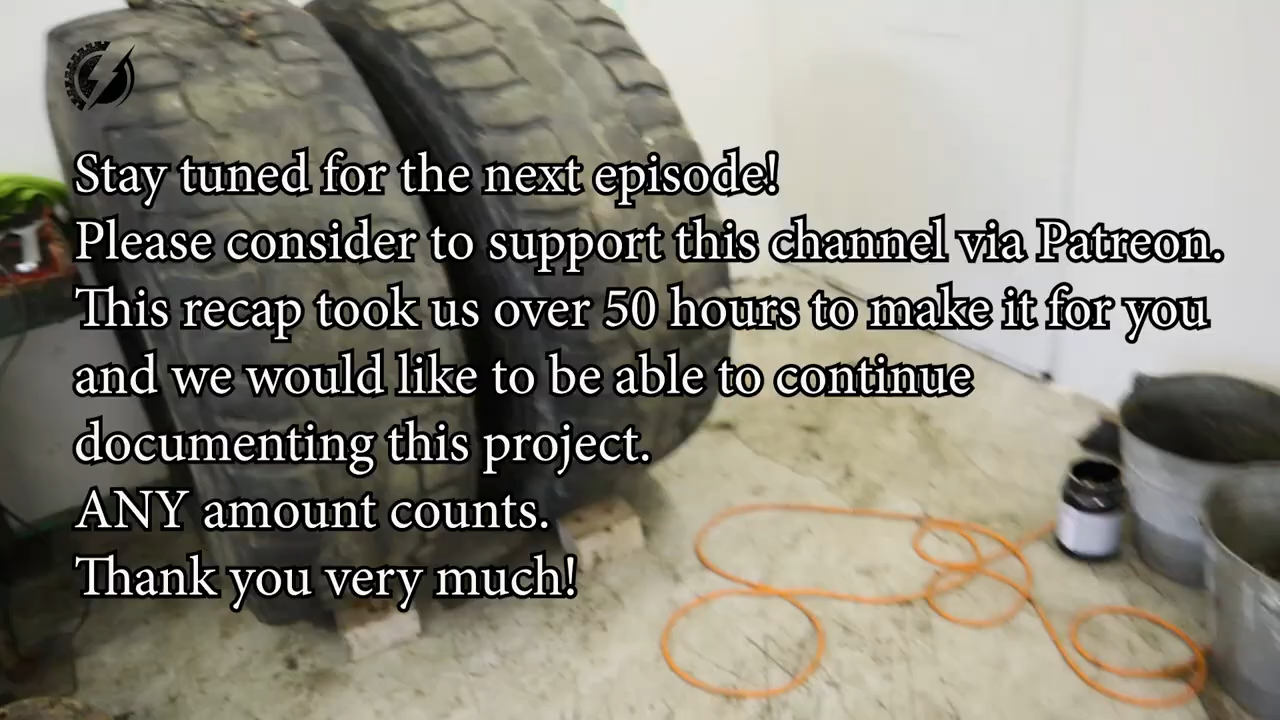 Stay tuned for the next episode!
Please consider to support this channel via Patreon.
This recap took us over 50 hours to make it for you
and we would like to be able to continue
documenting this project.
ANY amount counts.
Thank you very much!